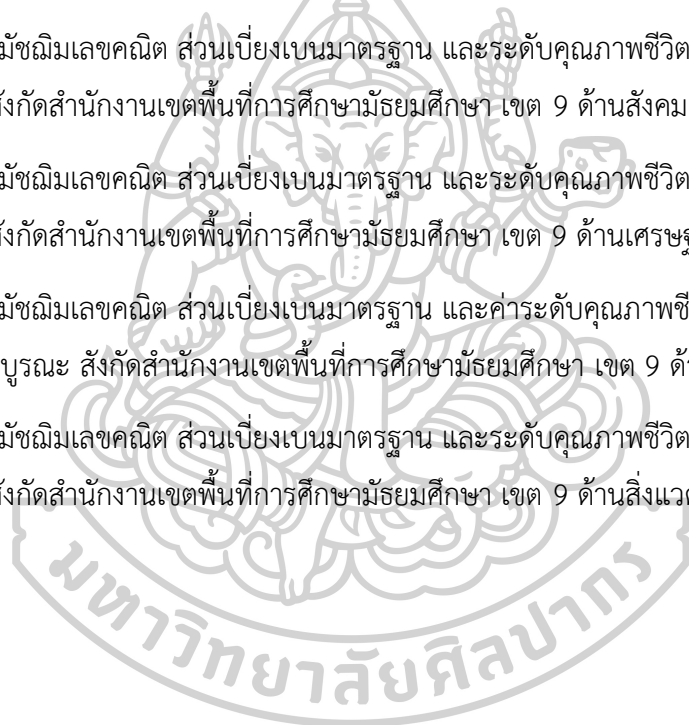 มัชฌิมเลขคณิต ส่วนเบี่ยงเบนมาตรฐาน และระดับคุณภาพชีวิต
สังกัดสำนักงานเขตพื้นที่การศึกษามัธยมศึกษา เขต 9 ด้านสังคม
มัชฌิมเลขคณิต ส่วนเบี่ยงเบนมาตรฐาน และระดับคุณภาพชีวิต
สังกัดสำนักงานเขตพื้นที่การศึกษามัธยมศึกษา เขต 9 ด้านเศรษฐ
มัชฌิมเลขคณิต ส่วนเบี่ยงเบนมาตรฐาน และค่าระดับคุณภาพชี
บูรณะ สังกัดสำนักงานเขตพื้นที่การศึกษามัธยมศึกษา เขต 9 ด้า
มัชฌิมเลขคณิต ส่วนเบี่ยงเบนมาตรฐาน และระดับคุณภาพชีวิต
สังกัดสำนักงานเขตพื้นที่การศึกษามัธยมศึกษา เขต 9 ด้านสิ่งแวด
มหาวิทยาลัยศิลปากร